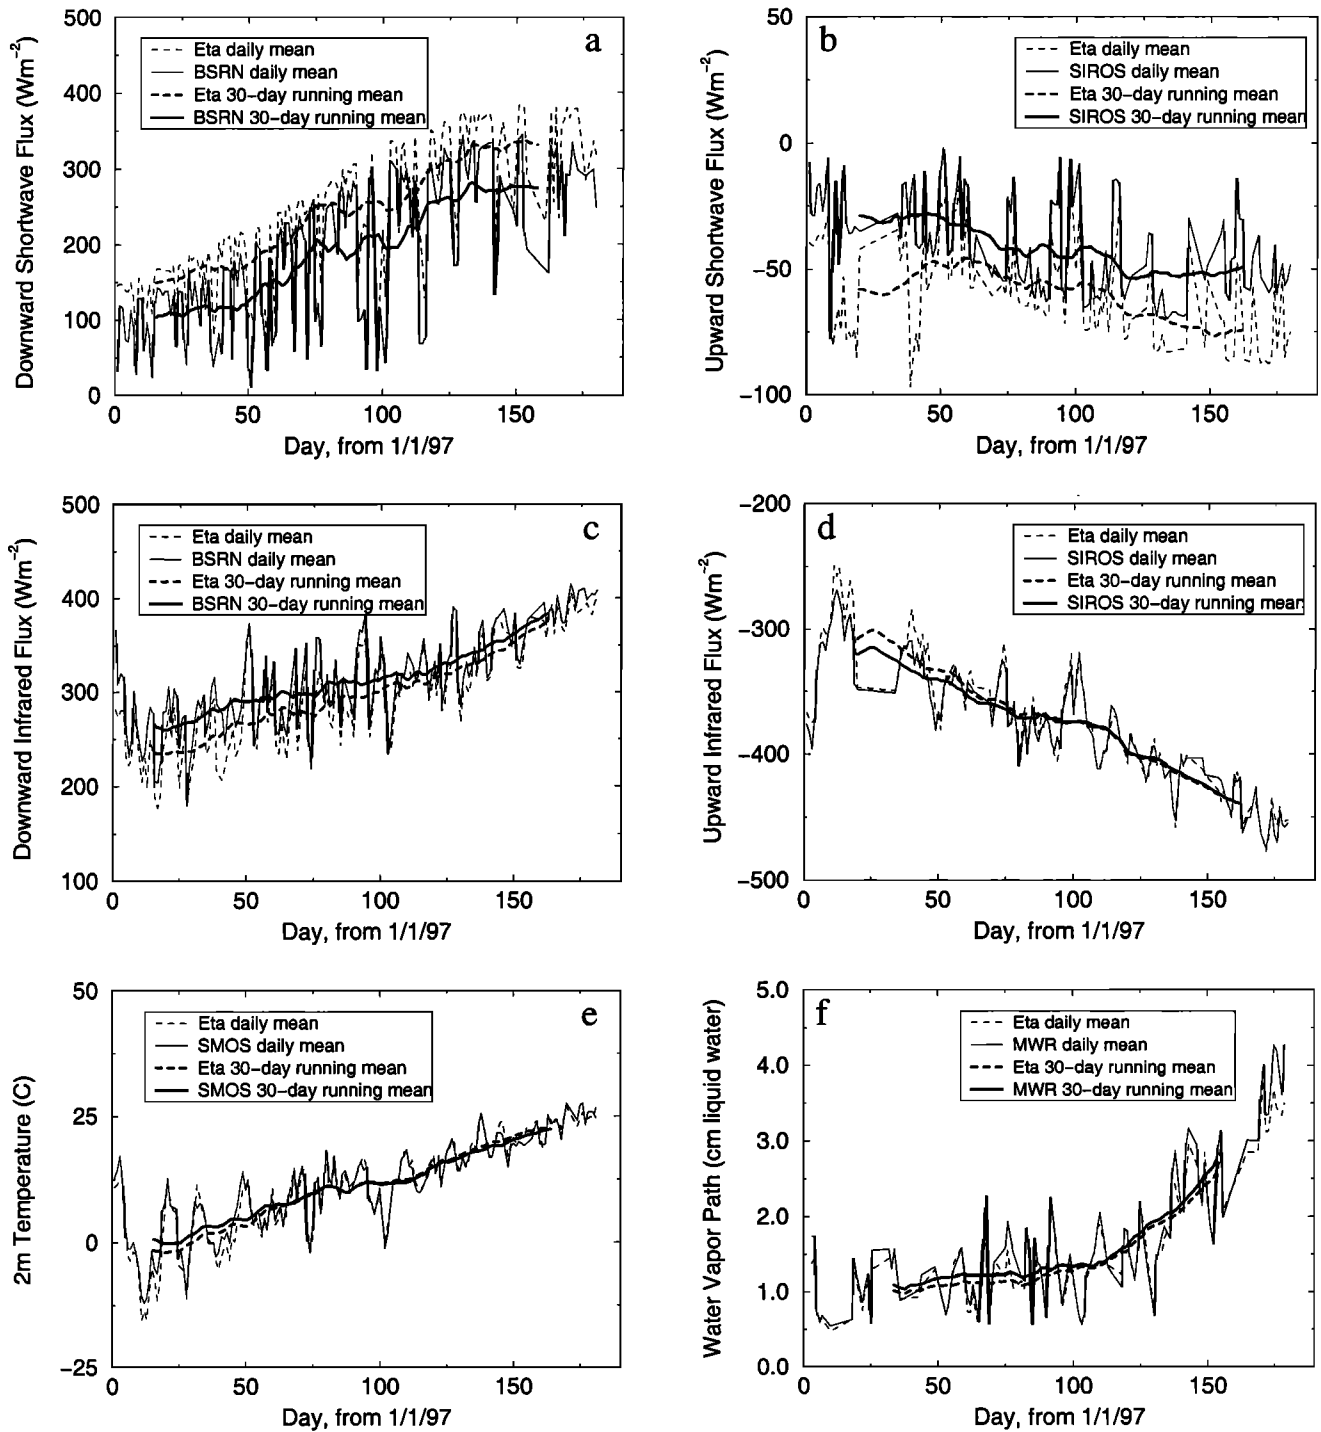 a
Eta daily mean
BSRN daily mean
Eta 30-day running mean
BSRN 30-day running mean
Downward Shortwave Flux (Wm⁻²)
500
400
300
200
100
0
0 50 100 150
Day, from 1/1/97
b
Eta daily mean
SIROS daily mean
Eta 30-day running mean
SIROS 30-day running mean
Upward Shortwave Flux (Wm⁻²)
50
0
−50
−100
0 50 100 150
Day, from 1/1/97
c
Eta daily mean
BSRN daily mean
Eta 30-day running mean
BSRN 30-day running mean
Downward Infrared Flux (Wm⁻²)
500
400
300
200
100
0 50 100 150
Day, from 1/1/97
d
Eta daily mean
SIROS daily mean
Eta 30-day running mean
SIROS 30-day running mean
Upward Infrared Flux (Wm⁻²)
−200
−300
−400
−500
0 50 100 150
Day, from 1/1/97
e
Eta daily mean
SMOS daily mean
Eta 30-day running mean
SMOS 30-day running mean
2m Temperature (C)
50
25
0
−25
0 50 100 150
Day, from 1/1/97
f
Eta daily mean
MWR daily mean
Eta 30-day running mean
MWR 30-day running mean
Water Vapor Path (cm liquid water)
5.0
4.0
3.0
2.0
1.0
0.0
0 50 100 150
Day, from 1/1/97